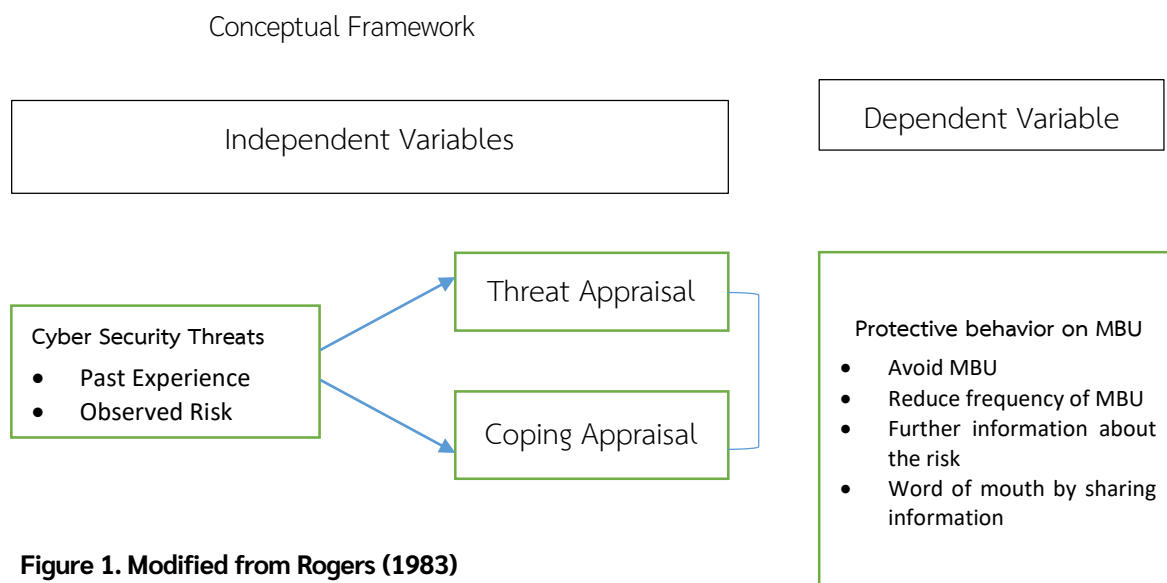 Conceptual Framework
Independent Variables
Dependent Variable
Cyber Security Threats
• Past Experience
• Observed Risk
Threat Appraisal
Coping Appraisal
Protective behavior on MBU
• Avoid MBU
• Reduce frequency of MBU
• Further information about
the risk
• Word of mouth by sharing
information
Figure 1. Modified from Rogers (1983)